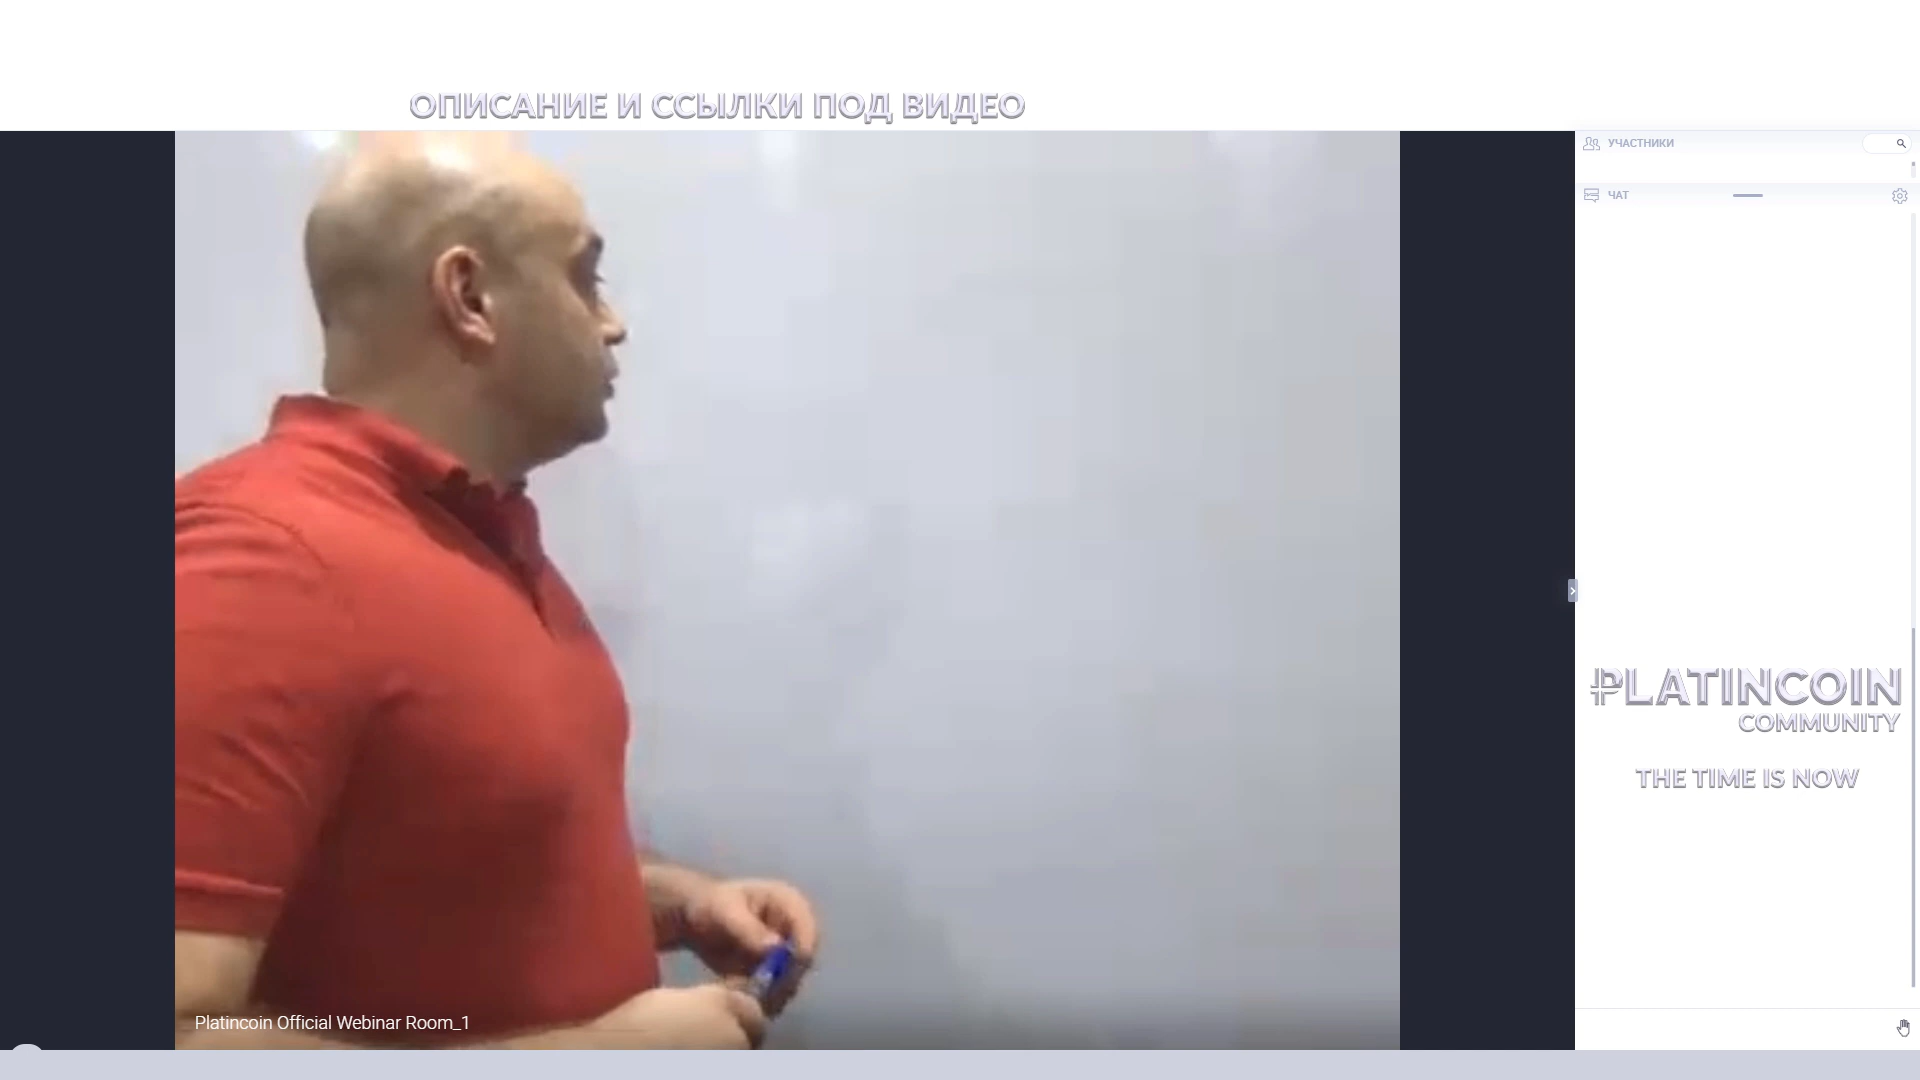 ОПИСАНИЕ И ССЫЛКИ ПОД ВИДЕО
УЧАСТНИКИ
ЧАТ
PLATINCOIN
COMMUNITY
THE TIME IS NOW
Platincoin Official Webinar Room_1